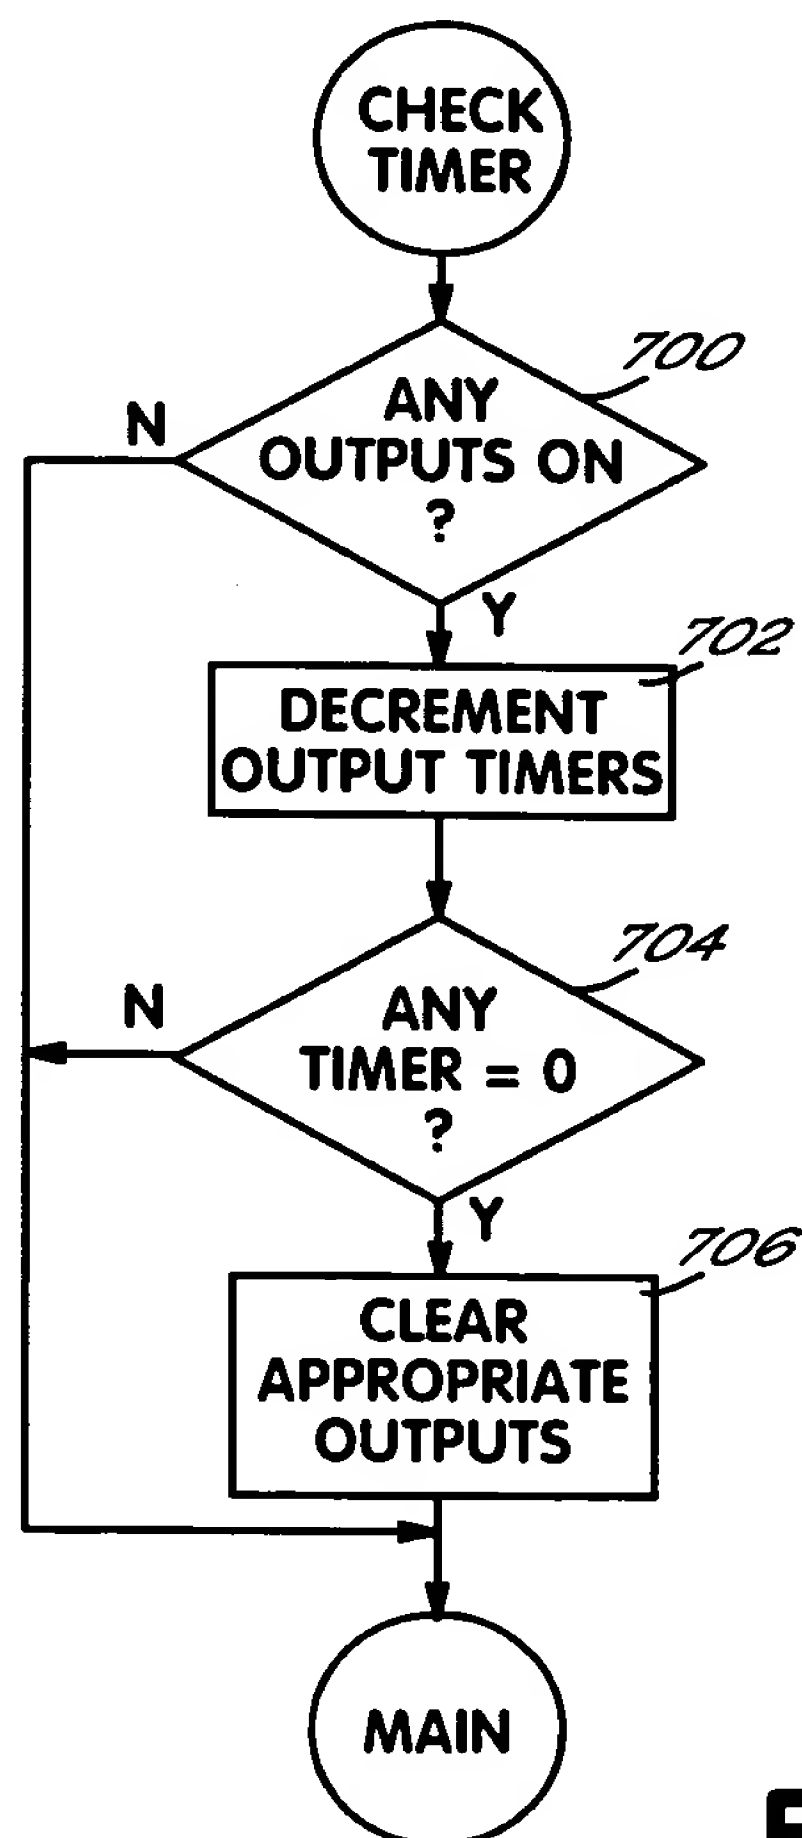 CHECK
TIMER
700
ANY
OUTPUTS ON
?
N
Y
702
DECREMENT
OUTPUT TIMERS
704
ANY
TIMER = 0
?
N
Y
706
CLEAR
APPROPRIATE
OUTPUTS
MAIN